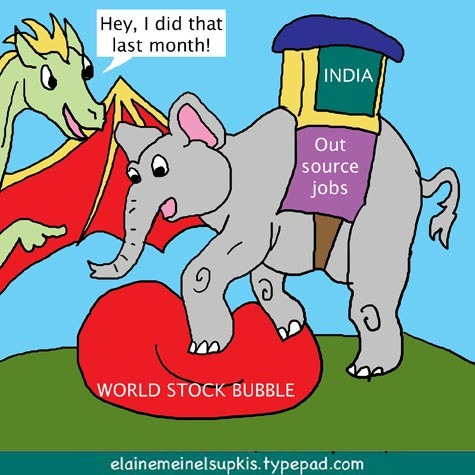 Hey, I did that
last month!
INDIA
Out
source
jobs
WORLD STOCK BUBBLE
elainemeinelsupkis.typepad.com